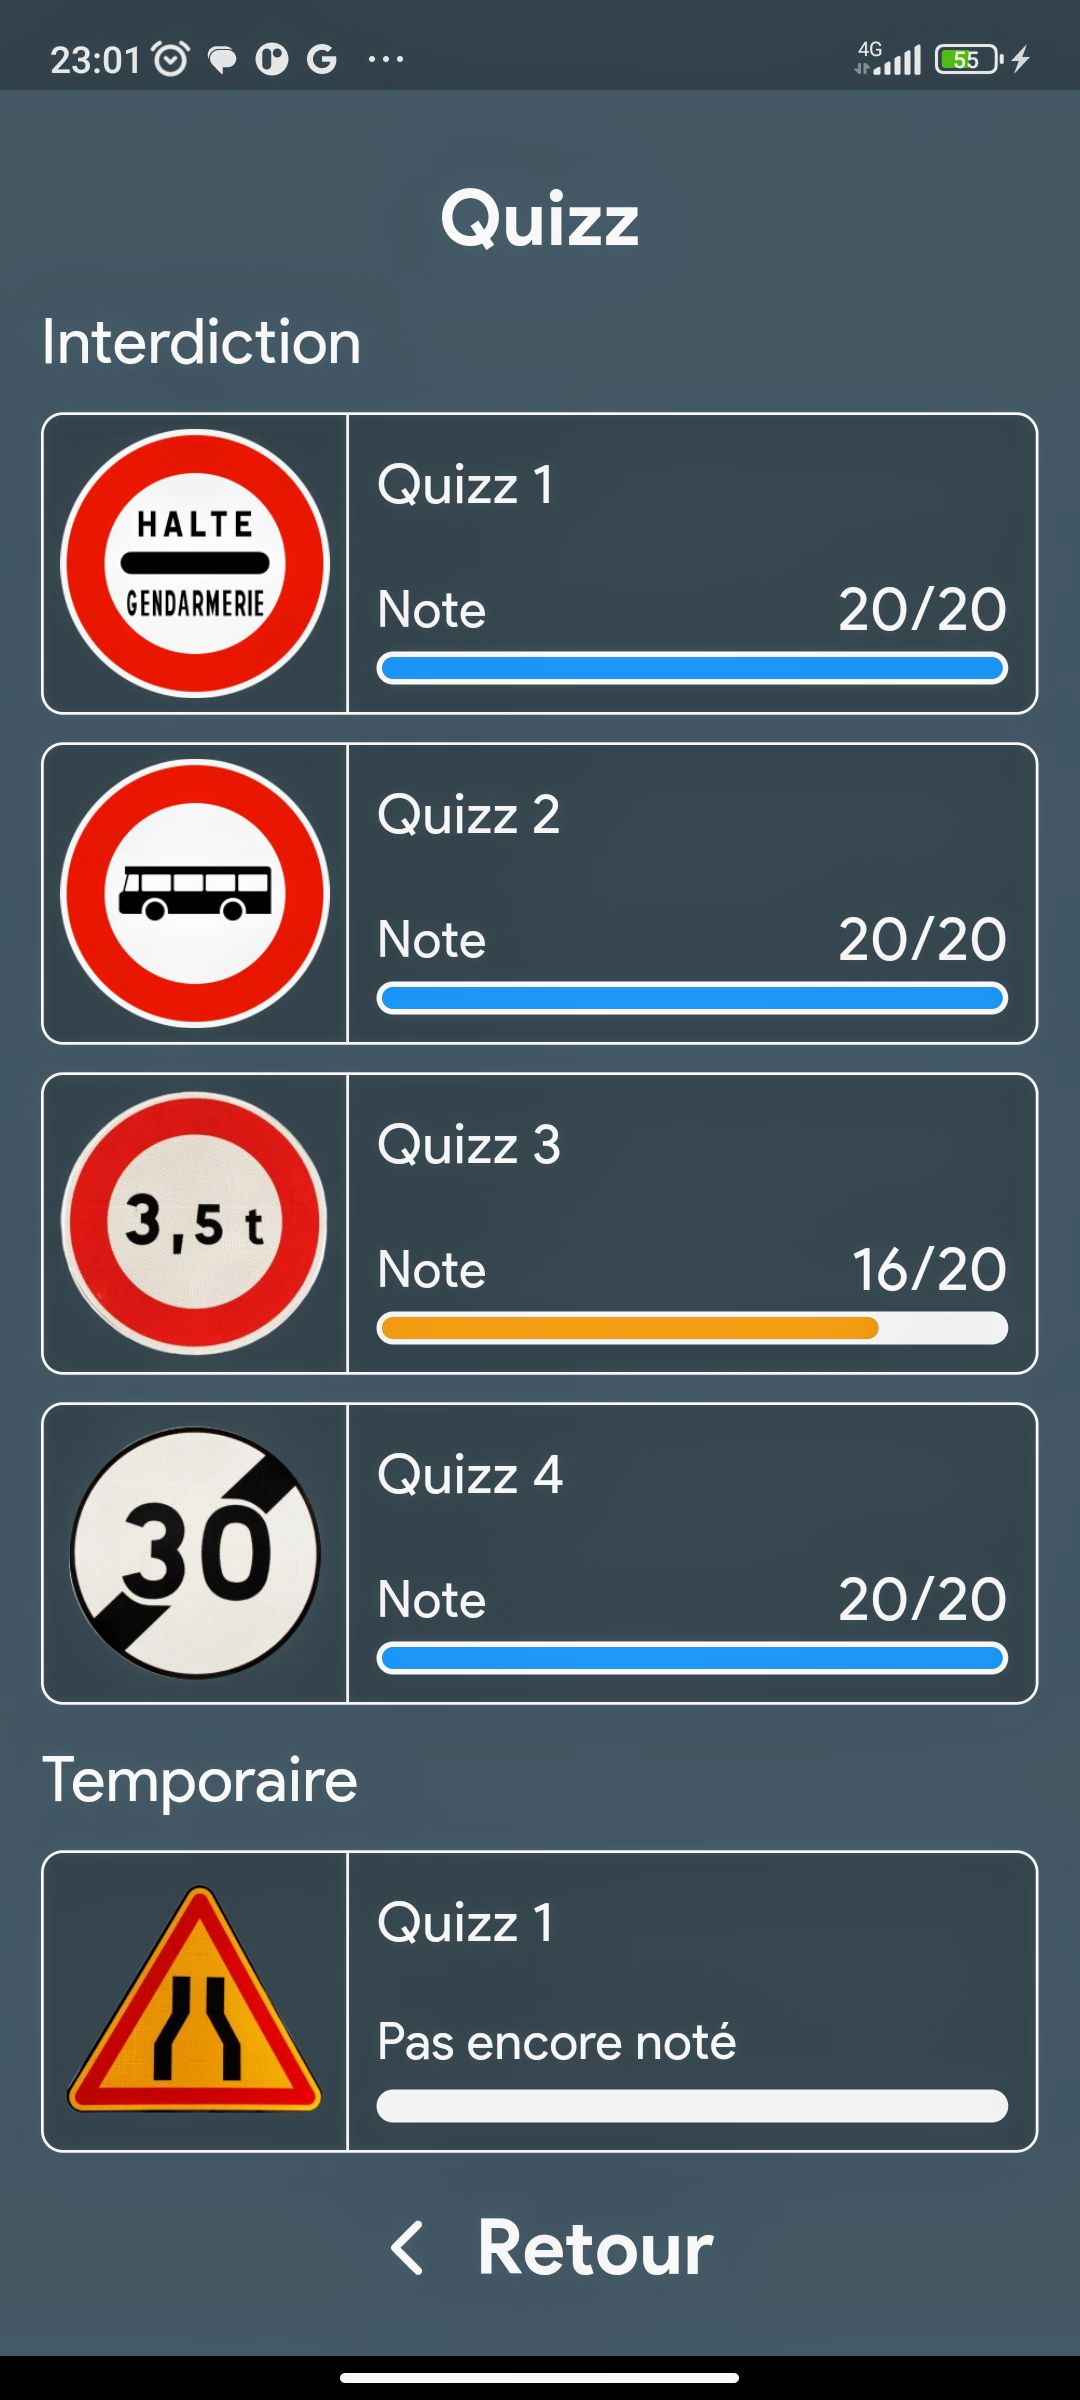 23:01
4G
55
Quizz
Interdiction
HALTE
GENDARMERIE
Quizz 1
Note 20/20
Quizz 2
Note 20/20
3,5 t
Quizz 3
Note 16/20
30
Quizz 4
Note 20/20
Temporaire
Quizz 1
Pas encore noté
Retour